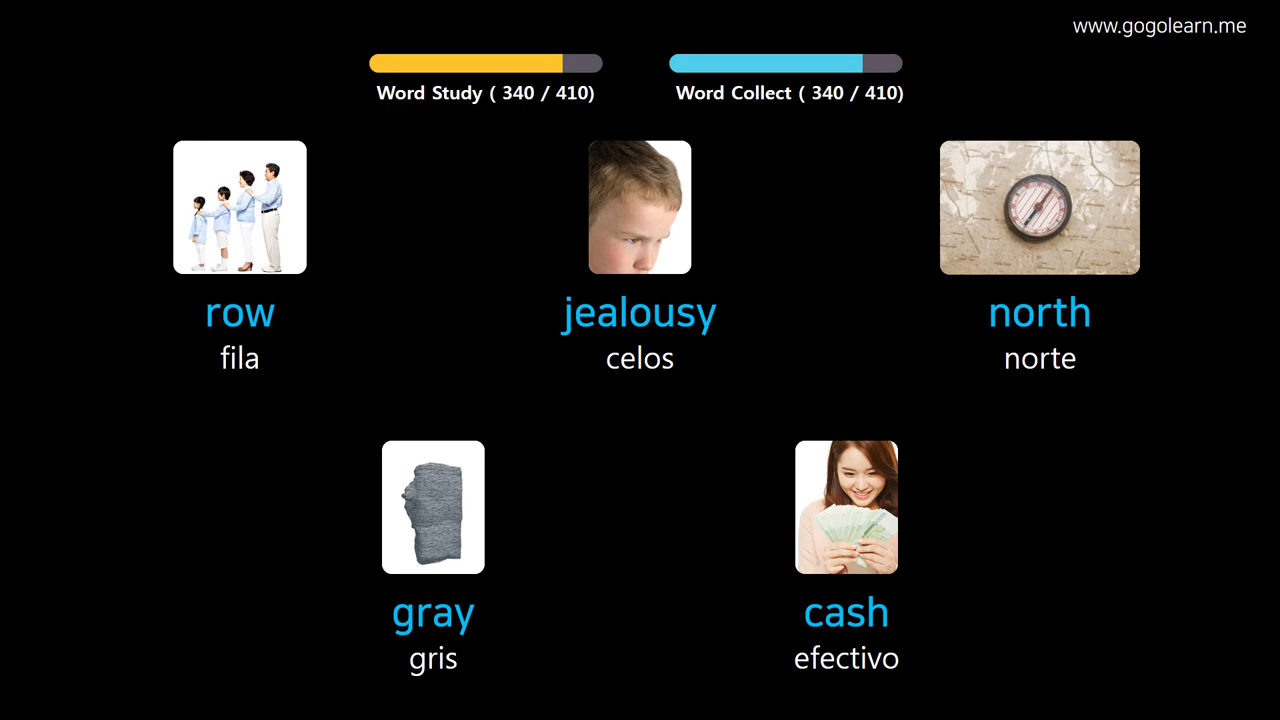 www.gogolearn.me
Word Study ( 340 / 410)
Word Collect ( 340 / 410)
row
fila
jealousy
celos
north
norte
gray
gris
cash
efectivo